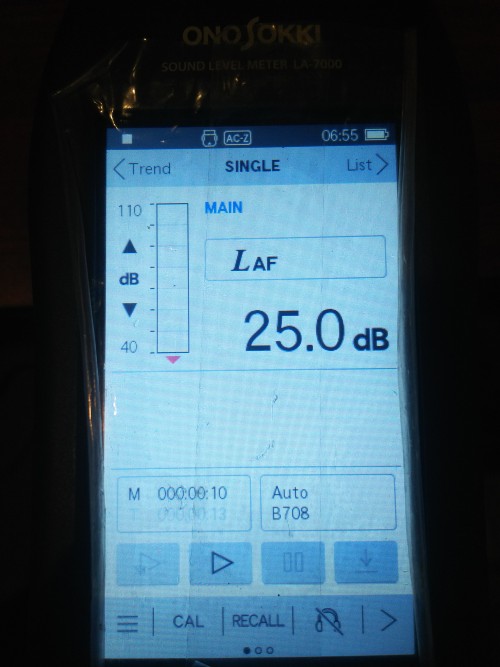 ONO SOKKI
SOUND LEVEL METER LA-7000
AC-Z 06:55
Trend SINGLE List
110 MAIN
LAF
dB
25.0 dB
40
M 000:00:10 Auto
000:00:13 B708
CAL RECALL